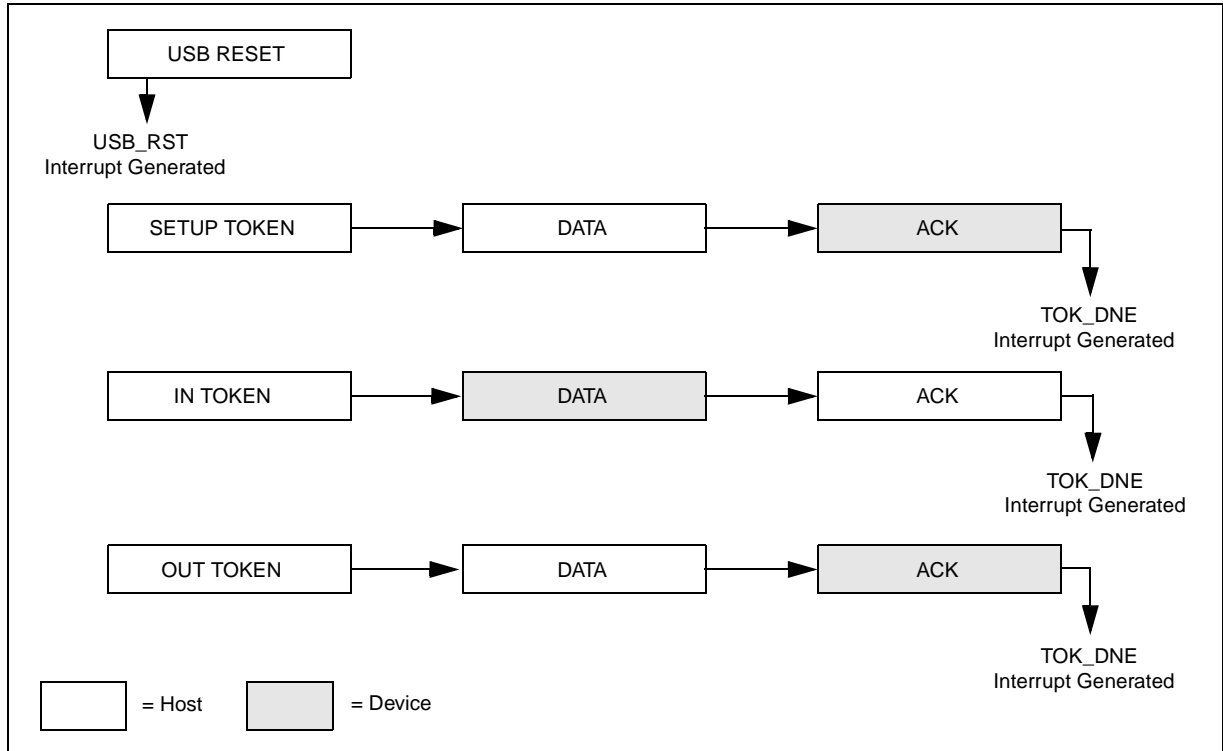 USB RESET
USB_RST
Interrupt Generated
SETUP TOKEN
DATA
ACK
TOK_DNE
Interrupt Generated
IN TOKEN
DATA
ACK
TOK_DNE
Interrupt Generated
OUT TOKEN
DATA
ACK
TOK_DNE
Interrupt Generated
= Host
= Device